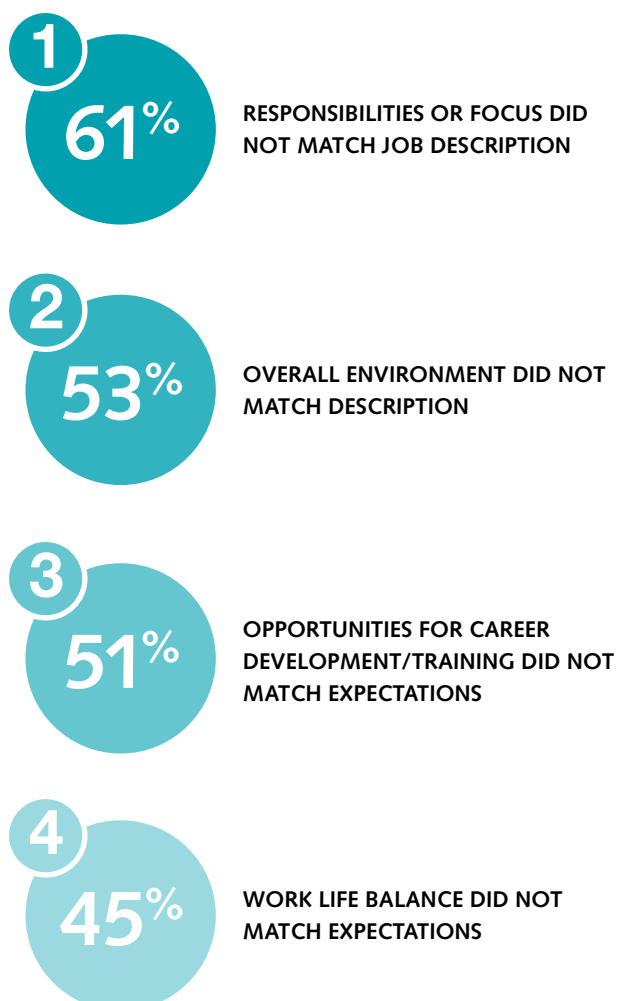 1
61%
RESPONSIBILITIES OR FOCUS DID
NOT MATCH JOB DESCRIPTION
2
53%
OVERALL ENVIRONMENT DID NOT
MATCH DESCRIPTION
3
51%
OPPORTUNITIES FOR CAREER
DEVELOPMENT/TRAINING DID NOT
MATCH EXPECTATIONS
4
45%
WORK LIFE BALANCE DID NOT
MATCH EXPECTATIONS